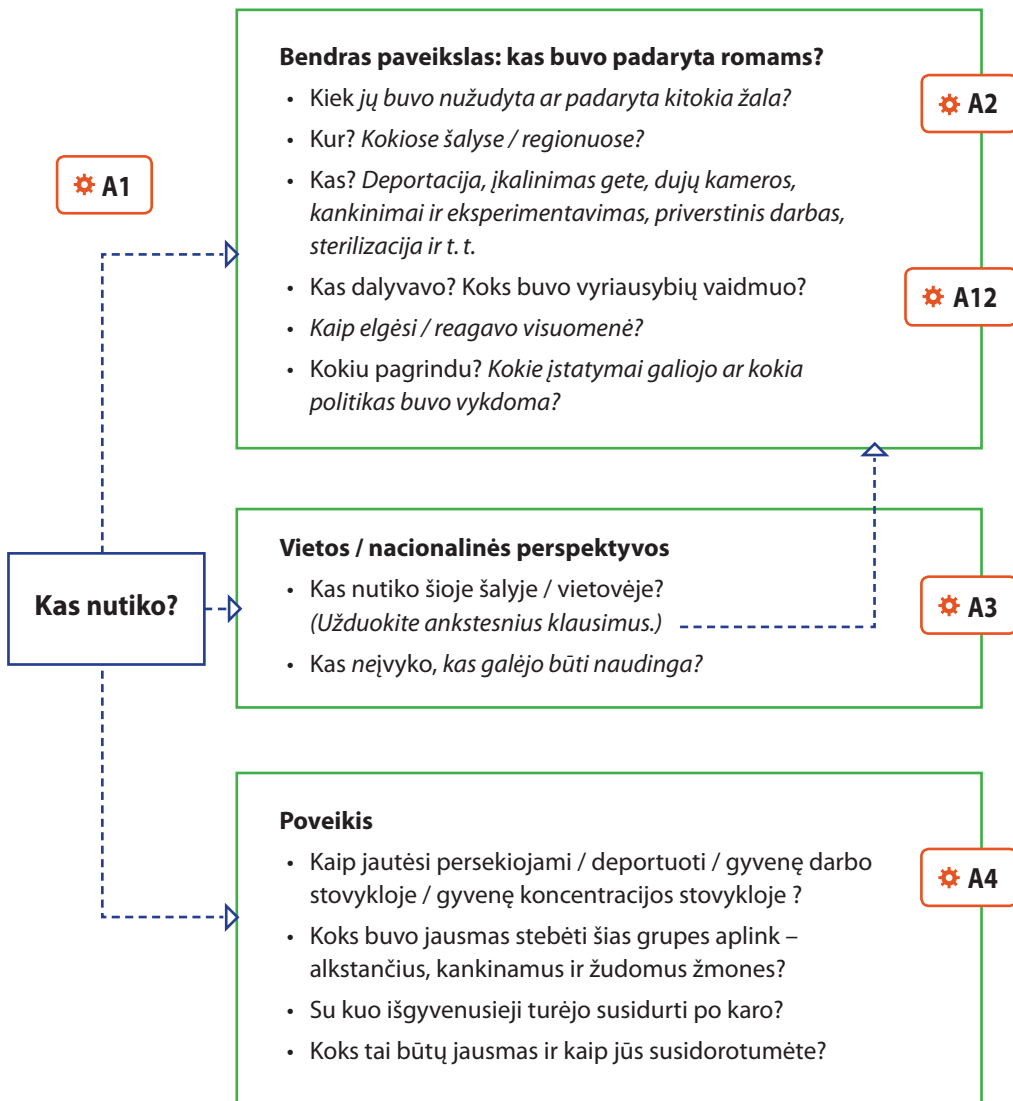 Bendras paveikslas: kas buvo padaryta romams?
• Kiek jų buvo nužudyta ar padaryta kitokia žala?
A2
• Kur? Kokiose šalyse / regionuose?
A1
• Kas? Deportacija, įkalinimas gete, dujų kameros,
kankinimai ir eksperimentavimas, priverstinis darbas,
sterilizacija ir t. t.
• Kas dalyvavo? Koks buvo vyriausybių vaidmuo?
A12
• Kaip elgėsi / reagavo visuomenė?
• Kokiu pagrindu? Kokie įstatymai galiojo ar kokia
politikas buvo vykdoma?
Kas nutiko?
Vietos / nacionalinės perspektyvos
• Kas nutiko šioje šalyje / vietovėje?
(Užduokite ankstesnius klausimus.)
A3
• Kas neįvyko, kas galėjo būti naudinga?
Poveikis
• Kaip jautėsi persekiojami / deportuoti / gyvenę darbo
stovykloje / gyvenę koncentracijos stovykloje ?
A4
• Koks buvo jausmas stebėti šias grupes aplink –
alkstančius, kankinamus ir žudomus žmones?
• Su kuo išgyvenusieji turėjo susidurti po karo?
• Koks tai būtų jausmas ir kaip jūs susidorotumėte?